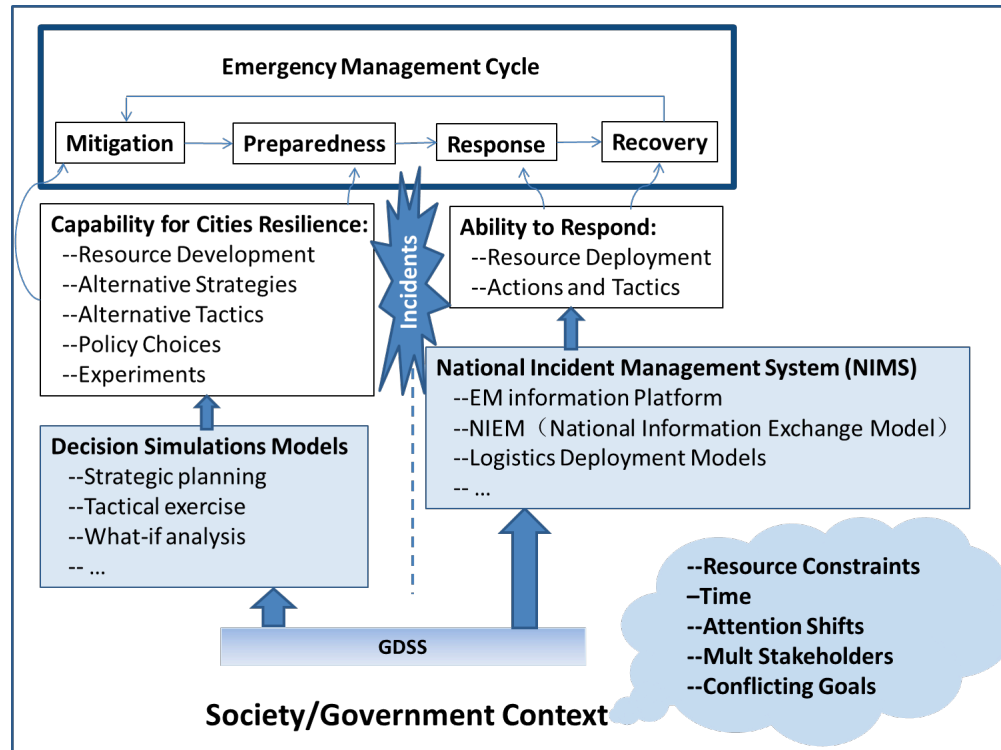 Emergency Management Cycle
Mitigation
Preparedness
Response
Recovery
Capability for Cities Resilience:
--Resource Development
--Alternative Strategies
--Alternative Tactics
--Policy Choices
--Experiments
Incidents
Ability to Respond:
--Resource Deployment
--Actions and Tactics
National Incident Management System (NIMS)
--EM information Platform
--NIEM（National Information Exchange Model）
--Logistics Deployment Models
-- ...
Decision Simulations Models
--Strategic planning
--Tactical exercise
--What-if analysis
-- ...
GDSS
--Resource Constraints
–Time
--Attention Shifts
--Mult Stakeholders
--Conflicting Goals
Society/Government Context